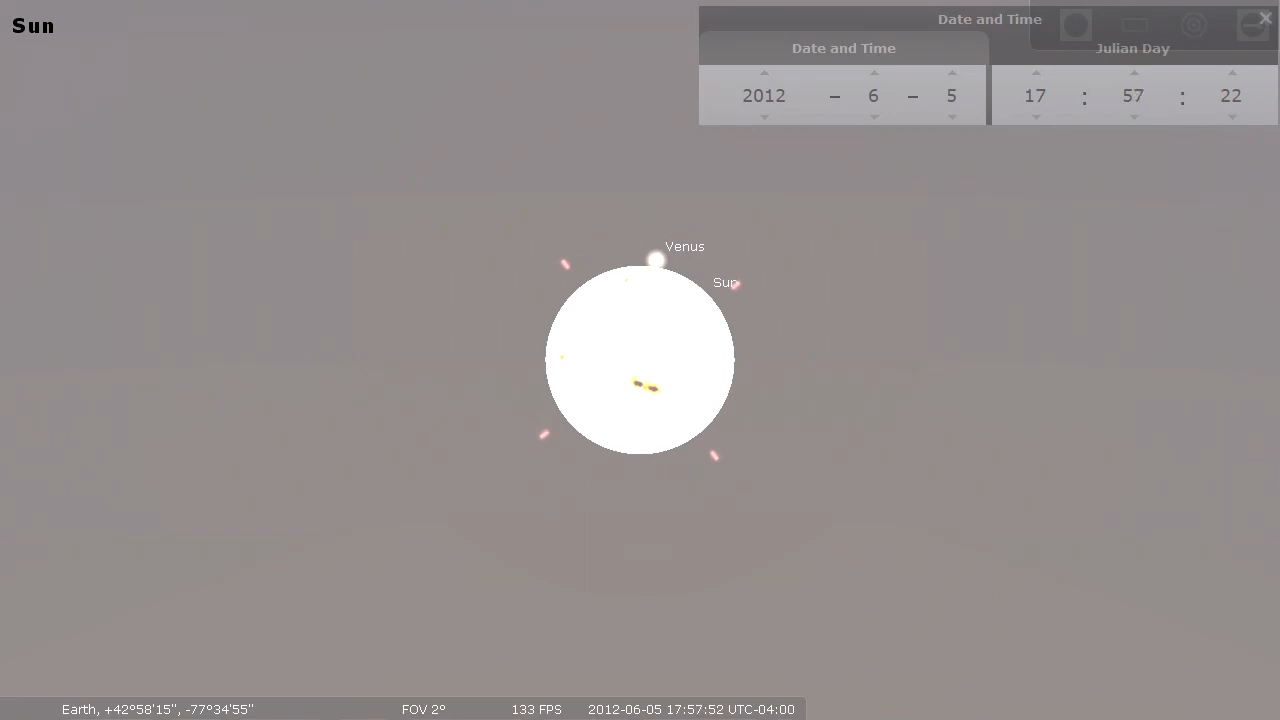 Sun
Date and Time
Date and Time
Julian Day
2012 – 6 – 5
17 : 57 : 22
Venus
Sun
Earth, +42°58'15", -77°34'55"
FOV 2°
133 FPS
2012-06-05 17:57:52 UTC-04:00